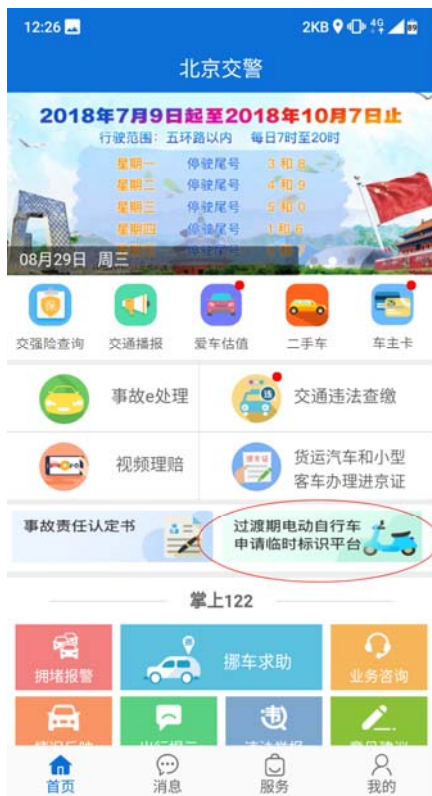 12:26
2KB 4G 89
北京交警
2018年7月9日起至2018年10月7日止
行驶范围：五环路以内 每日7时至20时
星期一 停驶尾号 3 和 8
星期二 停驶尾号 4 和 9
星期三 停驶尾号 5 和 0
星期四 停驶尾号 1 和 6
08月29日 周三
交强险查询 交通播报 爱车估值 二手车 车主卡
事故e处理
交通违法查缴
视频理赔
进京证
货运汽车和小型
客车办理进京证
事故责任认定书
过渡期电动自行车
申请临时标识平台
掌上122
拥堵报警
挪车求助
业务咨询
首页 消息 服务 我的